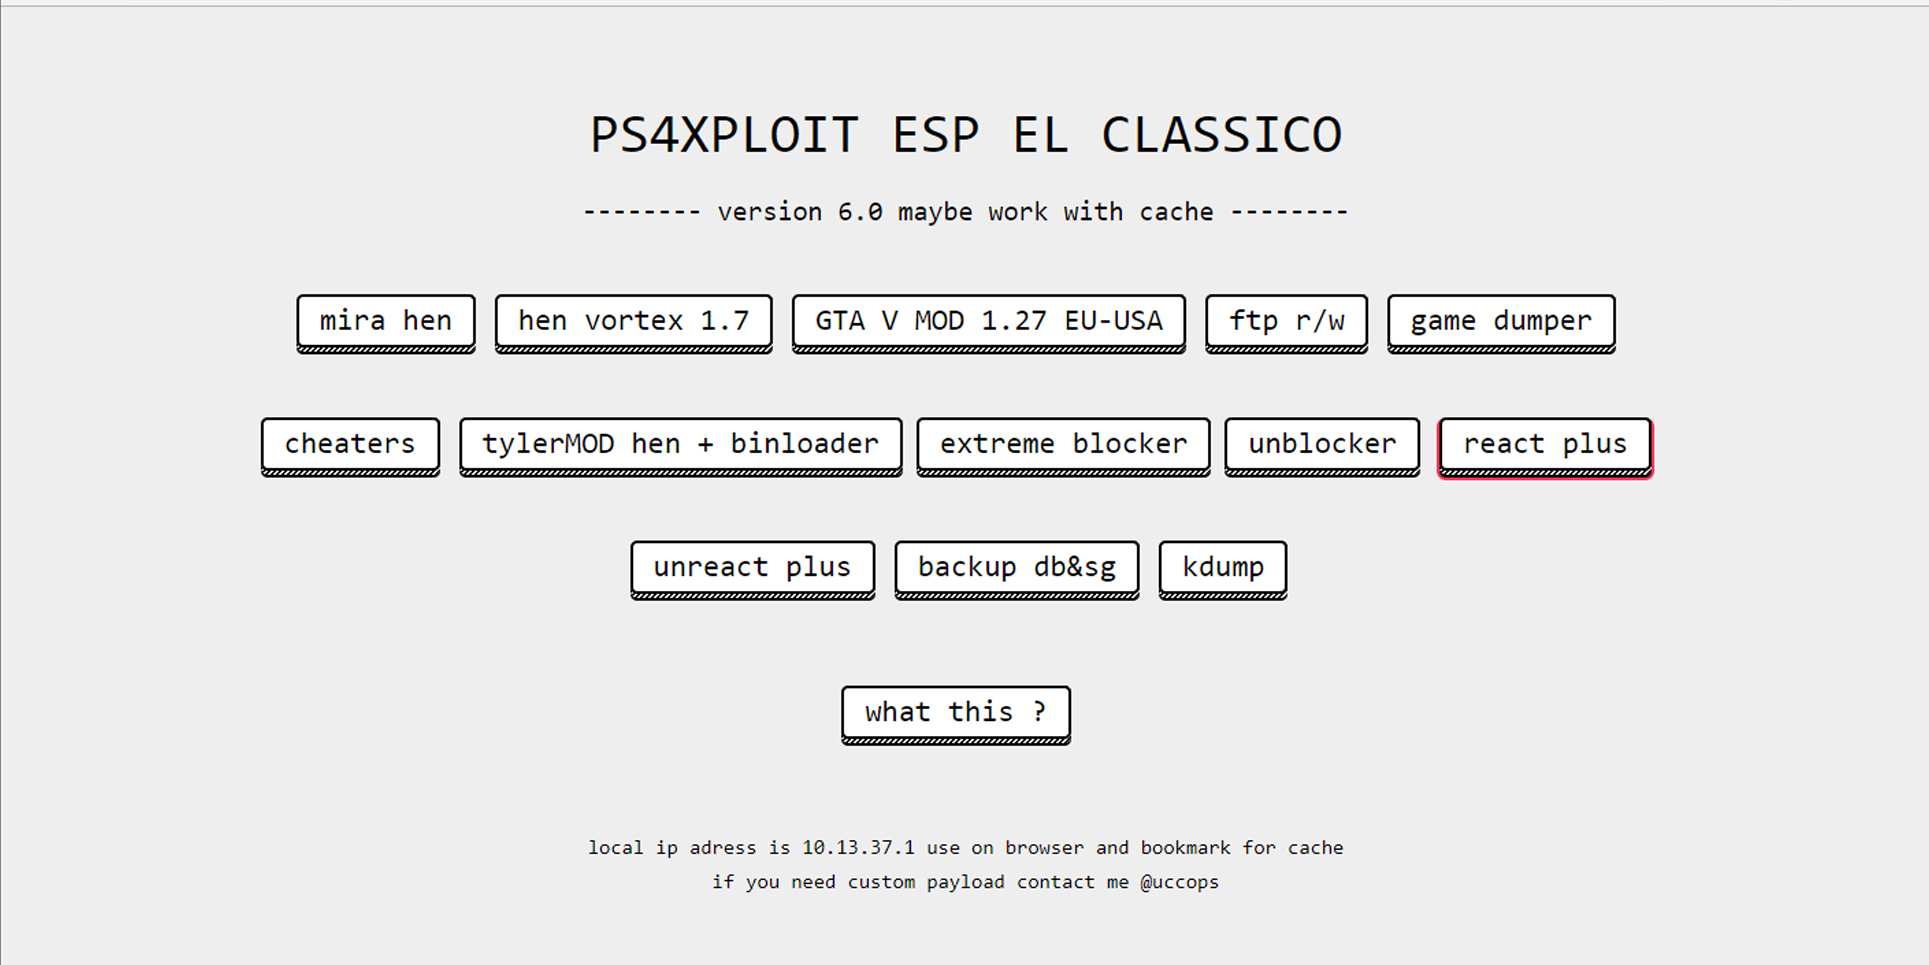 PS4XPLOIT ESP EL CLASSICO
-------- version 6.0 maybe work with cache --------
mira hen hen vortex 1.7 GTA V MOD 1.27 EU-USA ftp r/w game dumper
cheaters tylerMOD hen + binloader extreme blocker unblocker react plus
unreact plus backup db&sg kdump
what this ?
local ip adress is 10.13.37.1 use on browser and bookmark for cache
if you need custom payload contact me @uccops